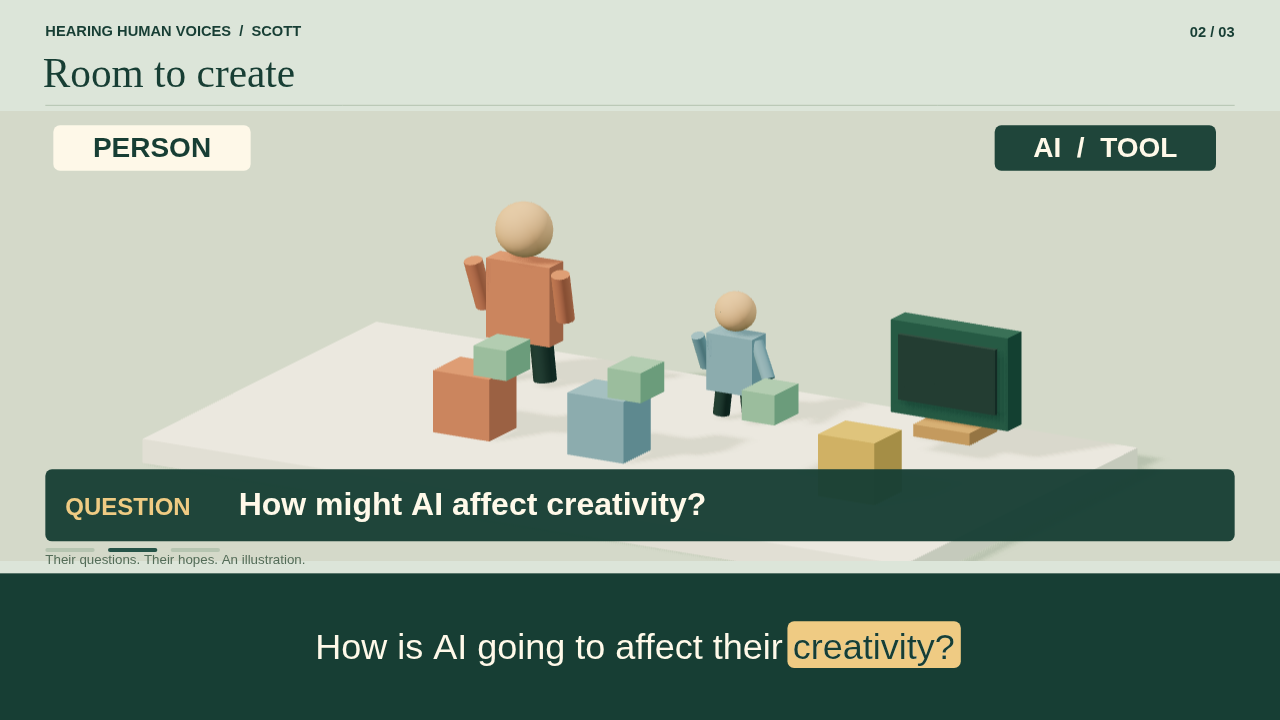 HEARING HUMAN VOICES / SCOTT
02 / 03
Room to create
PERSON
AI / TOOL
QUESTION How might AI affect creativity?
Their questions. Their hopes. An illustration.
How is AI going to affect their creativity?